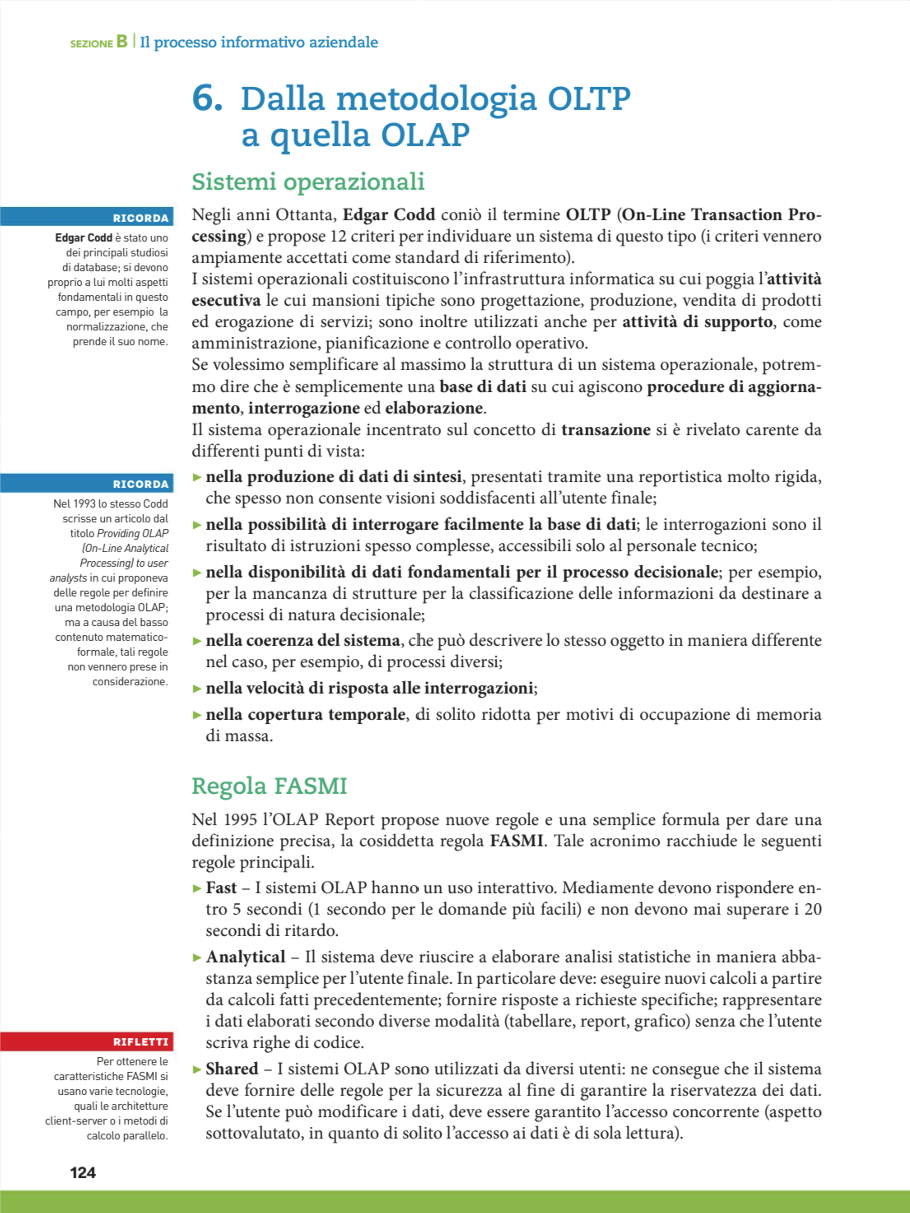 SEZIONE B | Il processo informativo aziendale
6. Dalla metodologia OLTP
a quella OLAP
Sistemi operazionali
RICORDA
Edgar Codd è stato uno
dei principali studiosi
di database; si devono
proprio a lui molti aspetti
fondamentali in questo
campo, per esempio la
normalizzazione, che
prende il suo nome.
Negli anni Ottanta, Edgar Codd coniò il termine OLTP (On-Line Transaction Pro-
cessing) e propose 12 criteri per individuare un sistema di questo tipo (i criteri vennero
ampiamente accettati come standard di riferimento).
I sistemi operazionali costituiscono l’infrastruttura informatica su cui poggia l’attività
esecutiva le cui mansioni tipiche sono progettazione, produzione, vendita di prodotti
ed erogazione di servizi; sono inoltre utilizzati anche per attività di supporto, come
amministrazione, pianificazione e controllo operativo.
Se volessimo semplificare al massimo la struttura di un sistema operazionale, potrem-
mo dire che è semplicemente una base di dati su cui agiscono procedure di aggiorna-
mento, interrogazione ed elaborazione.
Il sistema operazionale incentrato sul concetto di transazione si è rivelato carente da
differenti punti di vista:
RICORDA
Nel 1993 lo stesso Codd
scrisse un articolo dal
titolo Providing OLAP
(On-Line Analytical
Processing) to user
analysts in cui proponeva
delle regole per definire
una metodologia OLAP;
ma a causa del basso
contenuto matematico-
formale, tali regole
non vennero prese in
considerazione.
▶ nella produzione di dati di sintesi, presentati tramite una reportistica molto rigida,
che spesso non consente visioni soddisfacenti all’utente finale;
▶ nella possibilità di interrogare facilmente la base di dati; le interrogazioni sono il
risultato di istruzioni spesso complesse, accessibili solo al personale tecnico;
▶ nella disponibilità di dati fondamentali per il processo decisionale; per esempio,
per la mancanza di strutture per la classificazione delle informazioni da destinare a
processi di natura decisionale;
▶ nella coerenza del sistema, che può descrivere lo stesso oggetto in maniera differente
nel caso, per esempio, di processi diversi;
▶ nella velocità di risposta alle interrogazioni;
▶ nella copertura temporale, di solito ridotta per motivi di occupazione di memoria
di massa.
Regola FASMI
Nel 1995 l’OLAP Report propose nuove regole e una semplice formula per dare una
definizione precisa, la cosiddetta regola FASMI. Tale acronimo racchiude le seguenti
regole principali.
▶ Fast – I sistemi OLAP hanno un uso interattivo. Mediamente devono rispondere en-
tro 5 secondi (1 secondo per le domande più facili) e non devono mai superare i 20
secondi di ritardo.
▶ Analytical – Il sistema deve riuscire a elaborare analisi statistiche in maniera abba-
stanza semplice per l’utente finale. In particolare deve: eseguire nuovi calcoli a partire
da calcoli fatti precedentemente; fornire risposte a richieste specifiche; rappresentare
i dati elaborati secondo diverse modalità (tabellare, report, grafico) senza che l’utente
scriva righe di codice.
RIFLETTI
Per ottenere le
caratteristiche FASMI si
usano varie tecnologie,
quali le architetture
client-server o i metodi di
calcolo parallelo.
▶ Shared – I sistemi OLAP sono utilizzati da diversi utenti: ne consegue che il sistema
deve fornire delle regole per la sicurezza al fine di garantire la riservatezza dei dati.
Se l’utente può modificare i dati, deve essere garantito l’accesso concorrente (aspetto
sottovalutato, in quanto di solito l’accesso ai dati è di sola lettura).
124